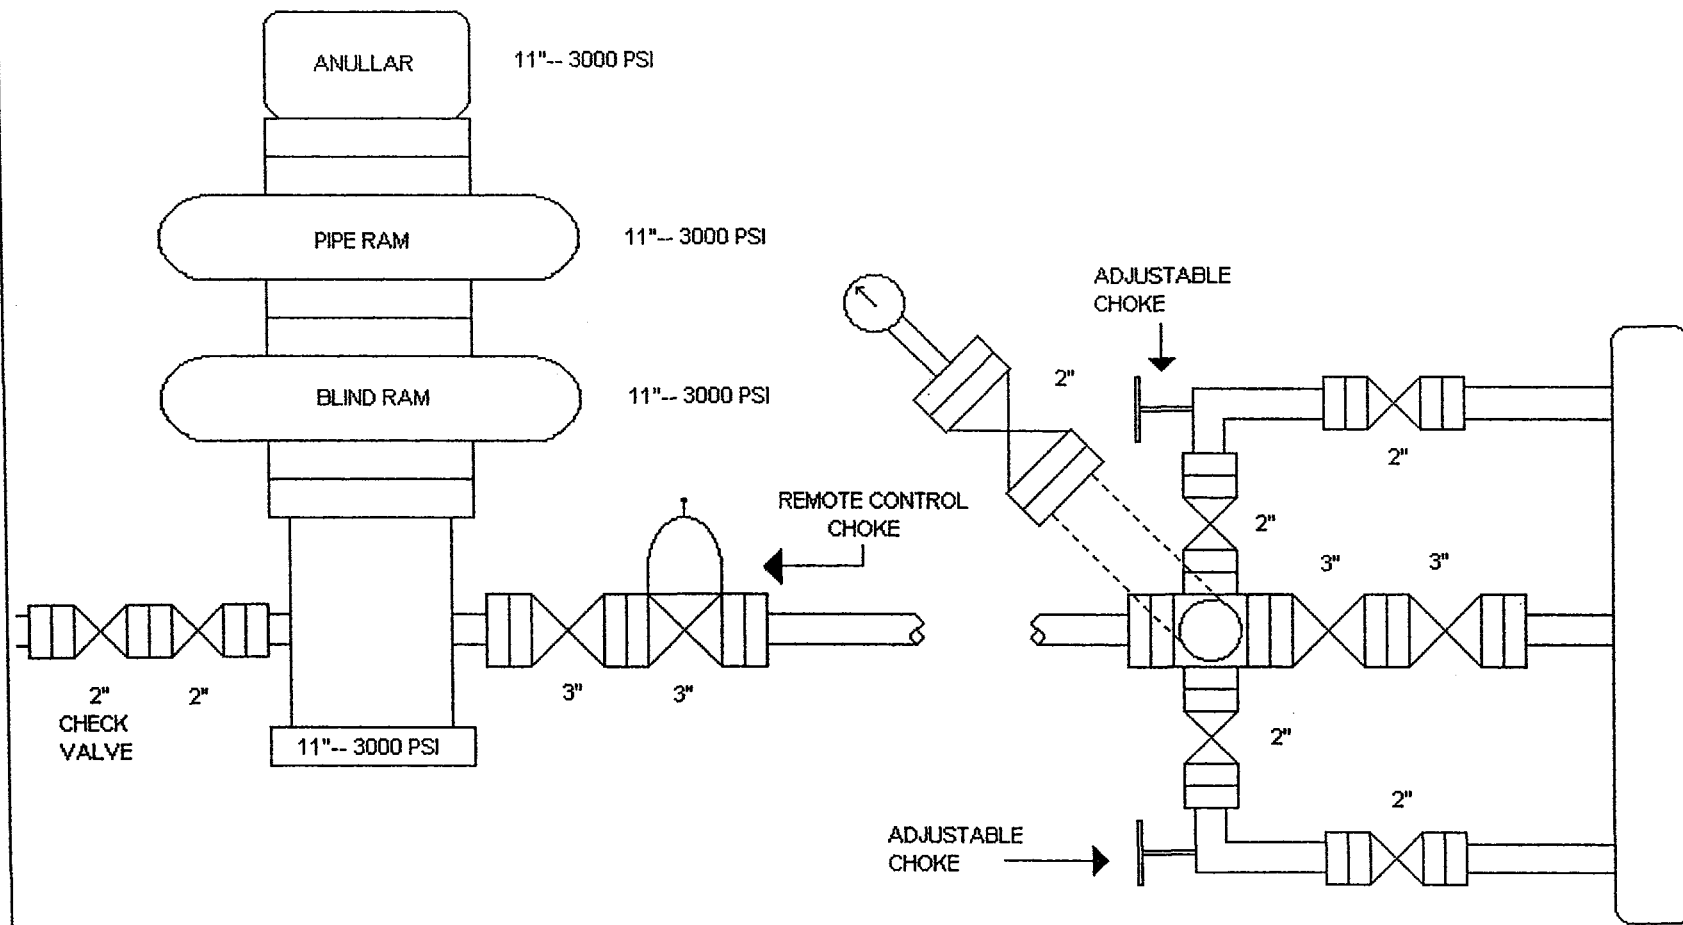 ANULLAR
11"-- 3000 PSI
PIPE RAM
11"-- 3000 PSI
ADJUSTABLE
CHOKE
2"
BLIND RAM
11"-- 3000 PSI
2"
REMOTE CONTROL
CHOKE
2"
3"
3"
2"
2"
CHECK
VALVE
3"
3"
11"-- 3000 PSI
2"
2"
ADJUSTABLE
CHOKE